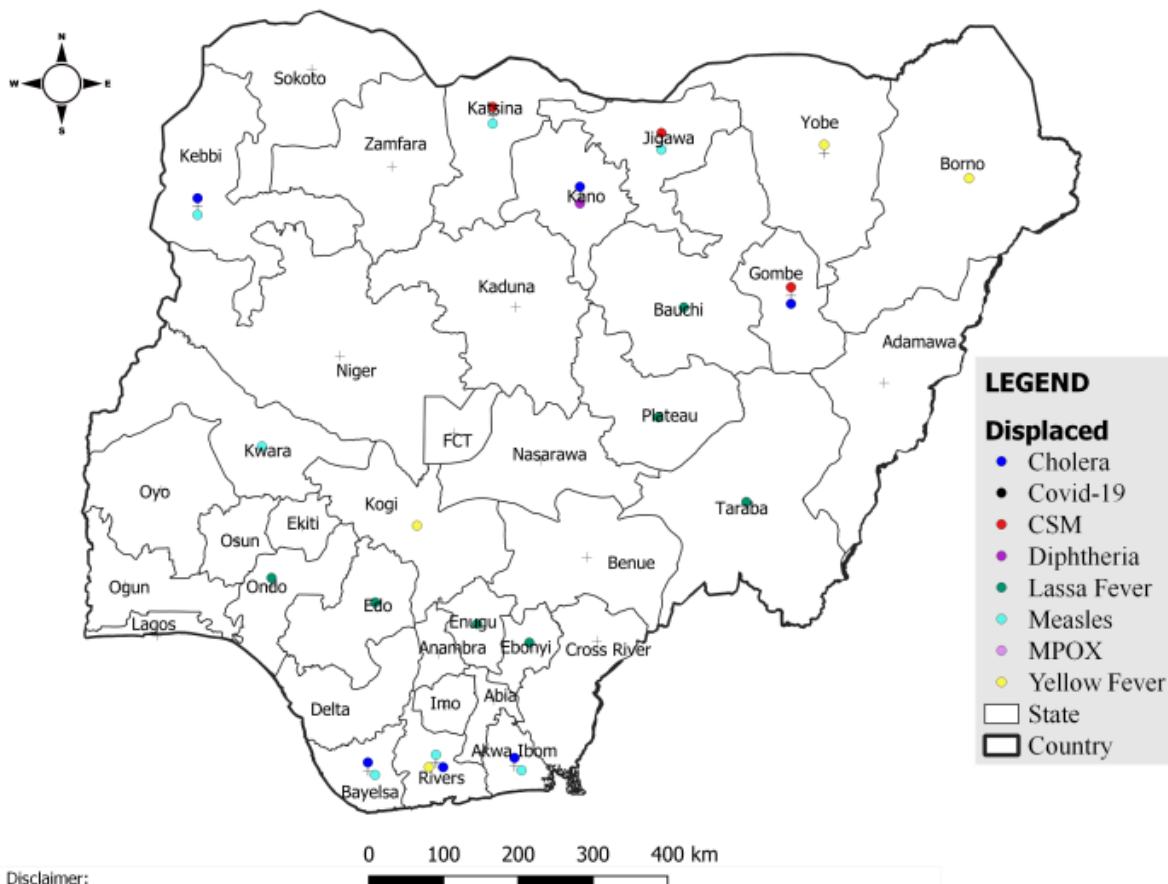 N
W E
S
Sokoto
Katsina
Zamfara
Jigawa
Yobe
Kebbi
Borno
Kano
Gombe
Kaduna
Bauchi
Adamawa
Niger
Plateau
FCT
Nasarawa
Kwara
Oyo
Kogi
Taraba
Ekiti
Osun
Benue
Ogun
Ondo
Edo
Lagos
Enugu
Anambra
Ebonyi
Cross River
Delta
Imo
Abia
Akwa Ibom
Rivers
Bayelsa
LEGEND
Displaced
Cholera
Covid-19
CSM
Diphtheria
Lassa Fever
Measles
MPOX
Yellow Fever
State
Country
0 100 200 300 400 km
Disclaimer: